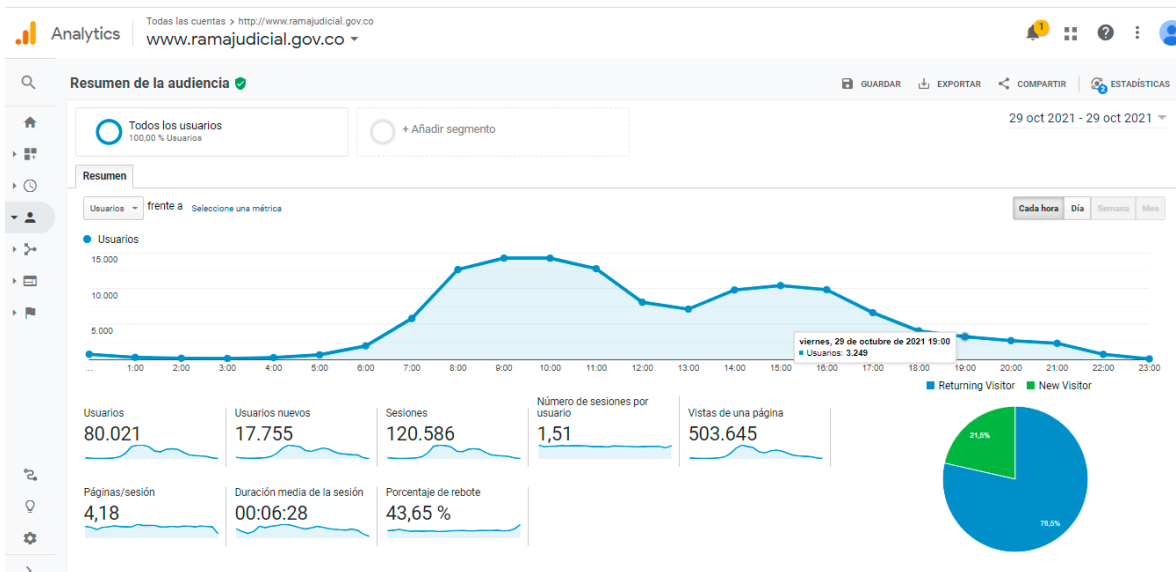 Analytics
Todas las cuentas > http://www.ramajudicial.gov.co
www.ramajudicial.gov.co
1
Resumen de la audiencia
GUARDAR
EXPORTAR
COMPARTIR
2
ESTADÍSTICAS
Todos los usuarios
100,00 % Usuarios
+ Añadir segmento
29 oct 2021 - 29 oct 2021
Resumen
Usuarios frente a Seleccione una métrica
Cada hora Día Semana Mes
Usuarios
15.000
10.000
5.000
viernes, 29 de octubre de 2021 19:00
Usuarios: 3.249
... 1:00 2:00 3:00 4:00 5:00 6:00 7:00 8:00 9:00 10:00 11:00 12:00 13:00 14:00 15:00 16:00 17:00 18:00 19:00 20:00 21:00 22:00 23:00
Returning Visitor New Visitor
Usuarios
80.021
Usuarios nuevos
17.755
Sesiones
120.586
Número de sesiones por
usuario
1,51
Vistas de una página
503.645
Páginas/sesión
4,18
Duración media de la sesión
00:06:28
Porcentaje de rebote
43,65 %
21,5%
78,5%